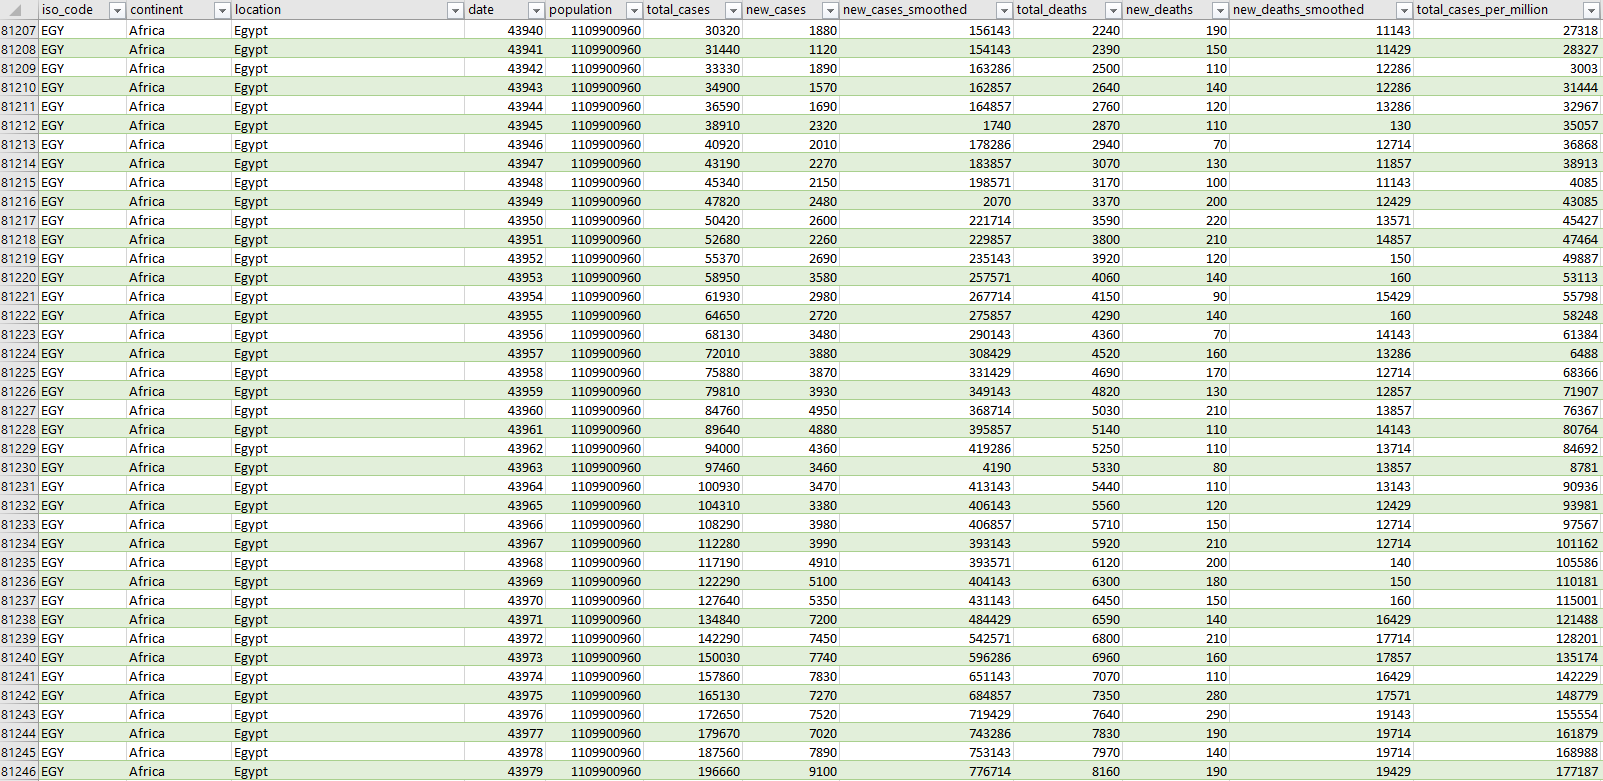 iso_code continent location date population total_cases new_cases new_cases_smoothed total_deaths new_deaths new_deaths_smoothed total_cases_per_million
81207 EGY Africa Egypt 43940 1109900960 30320 1880 156143 2240 190 11143 27318
81208 EGY Africa Egypt 43941 1109900960 31440 1120 154143 2390 150 11429 28327
81209 EGY Africa Egypt 43942 1109900960 33330 1890 163286 2500 110 12286 3003
81210 EGY Africa Egypt 43943 1109900960 34900 1570 162857 2640 140 12286 31444
81211 EGY Africa Egypt 43944 1109900960 36590 1690 164857 2760 120 13286 32967
81212 EGY Africa Egypt 43945 1109900960 38910 2320 1740 2870 110 130 35057
81213 EGY Africa Egypt 43946 1109900960 40920 2010 178286 2940 70 12714 36868
81214 EGY Africa Egypt 43947 1109900960 43190 2270 183857 3070 130 11857 38913
81215 EGY Africa Egypt 43948 1109900960 45340 2150 198571 3170 100 11143 4085
81216 EGY Africa Egypt 43949 1109900960 47820 2480 2070 3370 200 12429 43085
81217 EGY Africa Egypt 43950 1109900960 50420 2600 221714 3590 220 13571 45427
81218 EGY Africa Egypt 43951 1109900960 52680 2260 229857 3800 210 14857 47464
81219 EGY Africa Egypt 43952 1109900960 55370 2690 235143 3920 120 150 49887
81220 EGY Africa Egypt 43953 1109900960 58950 3580 257571 4060 140 160 53113
81221 EGY Africa Egypt 43954 1109900960 61930 2980 267714 4150 90 15429 55798
81222 EGY Africa Egypt 43955 1109900960 64650 2720 275857 4290 140 160 58248
81223 EGY Africa Egypt 43956 1109900960 68130 3480 290143 4360 70 14143 61384
81224 EGY Africa Egypt 43957 1109900960 72010 3880 308429 4520 160 13286 6488
81225 EGY Africa Egypt 43958 1109900960 75880 3870 331429 4690 170 12714 68366
81226 EGY Africa Egypt 43959 1109900960 79810 3930 349143 4820 130 12857 71907
81227 EGY Africa Egypt 43960 1109900960 84760 4950 368714 5030 210 13857 76367
81228 EGY Africa Egypt 43961 1109900960 89640 4880 395857 5140 110 14143 80764
81229 EGY Africa Egypt 43962 1109900960 94000 4360 419286 5250 110 13714 84692
81230 EGY Africa Egypt 43963 1109900960 97460 3460 4190 5330 80 13857 8781
81231 EGY Africa Egypt 43964 1109900960 100930 3470 413143 5440 110 13143 90936
81232 EGY Africa Egypt 43965 1109900960 104310 3380 406143 5560 120 12429 93981
81233 EGY Africa Egypt 43966 1109900960 108290 3980 406857 5710 150 12714 97567
81234 EGY Africa Egypt 43967 1109900960 112280 3990 393143 5920 210 12714 101162
81235 EGY Africa Egypt 43968 1109900960 117190 4910 393571 6120 200 140 105586
81236 EGY Africa Egypt 43969 1109900960 122290 5100 404143 6300 180 150 110181
81237 EGY Africa Egypt 43970 1109900960 127640 5350 431143 6450 150 160 115001
81238 EGY Africa Egypt 43971 1109900960 134840 7200 484429 6590 140 16429 121488
81239 EGY Africa Egypt 43972 1109900960 142290 7450 542571 6800 210 17714 128201
81240 EGY Africa Egypt 43973 1109900960 150030 7740 596286 6960 160 17857 135174
81241 EGY Africa Egypt 43974 1109900960 157860 7830 651143 7070 110 16429 142229
81242 EGY Africa Egypt 43975 1109900960 165130 7270 684857 7350 280 17571 148779
81243 EGY Africa Egypt 43976 1109900960 172650 7520 719429 7640 290 19143 155554
81244 EGY Africa Egypt 43977 1109900960 179670 7020 743286 7830 190 19714 161879
81245 EGY Africa Egypt 43978 1109900960 187560 7890 753143 7970 140 19714 168988
81246 EGY Africa Egypt 43979 1109900960 196660 9100 776714 8160 190 19429 177187